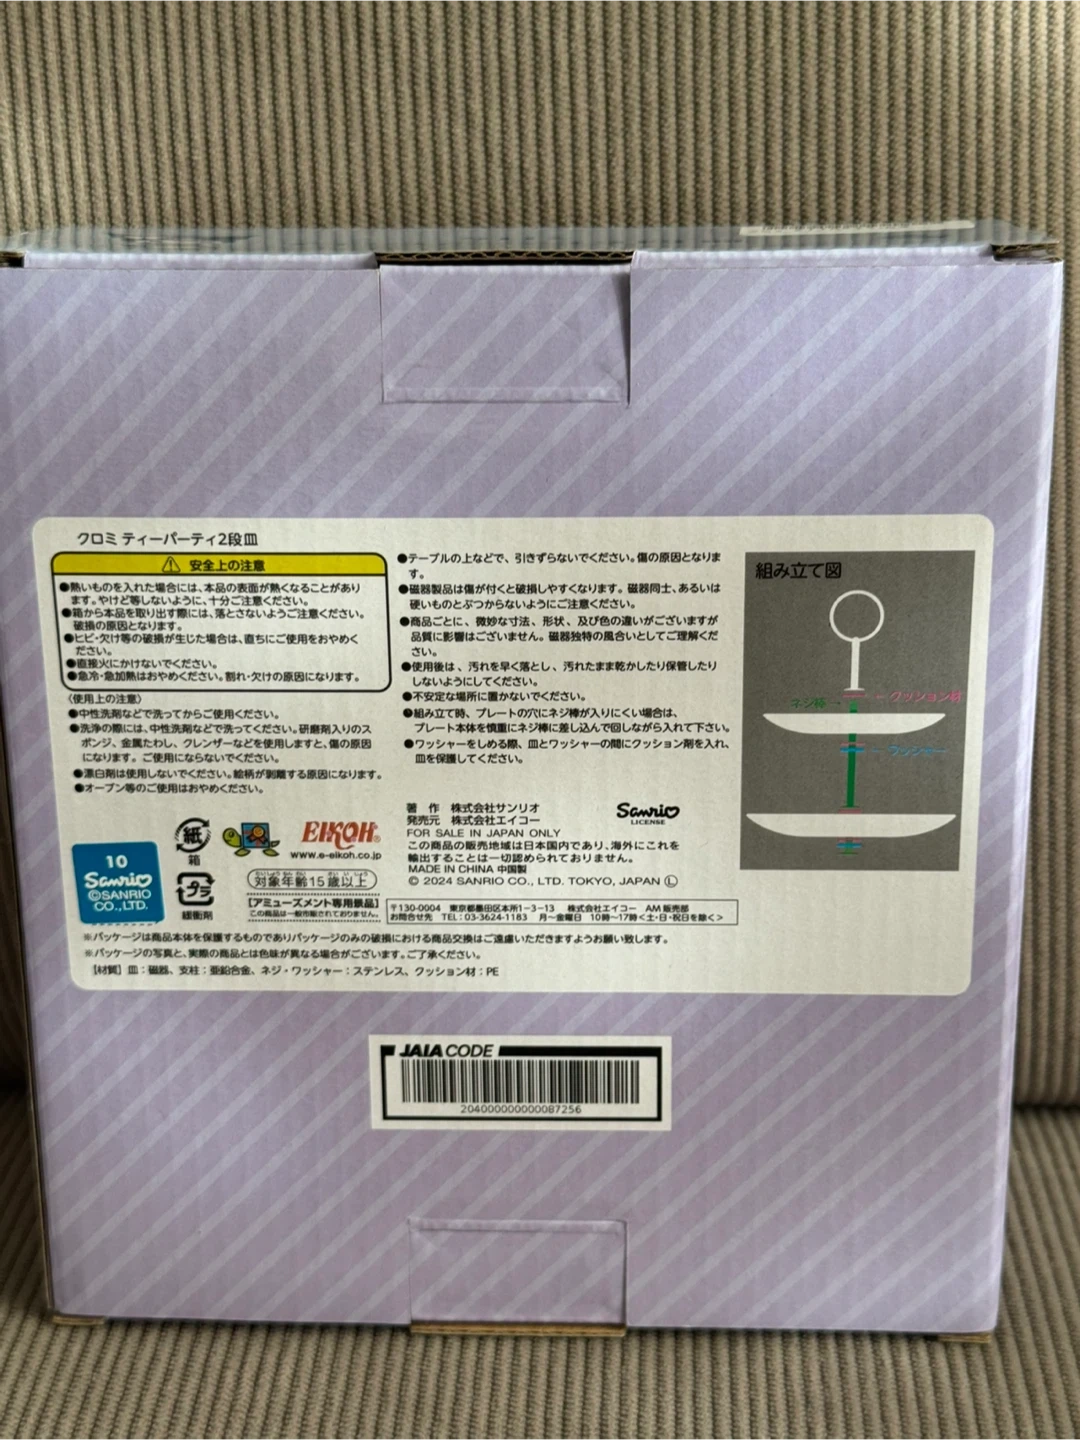 クロミ ティーパーティ2段皿
安全上の注意
●熱いものを入れた場合には、本品の表面が熱くなることがあり
ます。やけど等しないように、十分ご注意ください。
●箱から本品を取り出す際には、落とさないようご注意ください。
破損の原因となります。
●ヒビ・欠け等の破損が生じた場合は、直ちにご使用をおやめく
ださい。
●直接火にかけないでください。
●急冷・急加熱はおやめください。割れ・欠けの原因になります。
〈使用上の注意〉
●中性洗剤などで洗ってからご使用ください。
●洗浄の際には、中性洗剤などで洗ってください。研磨剤入りのス
ポンジ、金属たわし、クレンザーなどを使用しますと、傷の原因
になります。ご使用にならないでください。
●漂白剤は使用しないでください。絵柄が剥離する原因になります。
●オーブン等のご使用はおやめください。
●テーブルの上などで、引きずらないでください。傷の原因となりま
す。
●磁器製品は傷が付くと破損しやすくなります。磁器同士、あるいは
硬いものとぶつからないようにご注意ください。
●商品ごとに、微妙な寸法、形状、及び色の違いがございますが
品質に影響はございません。磁器独特の風合いとしてご理解くだ
さい。
●使用後は、汚れを早く落とし、汚れたまま乾かしたり保管したり
しないようにしてください。
●不安定な場所に置かないでください。
●組み立て時、プレートの穴にネジ棒が入りにくい場合は、
プレート本体を慎重にネジ棒に差し込んで回しながら入れて下さい。
●ワッシャーをしめる際、皿とワッシャーの間にクッション剤を入れ、
皿を保護してください。
組み立て図
クッション材
ネジ棒
ワッシャー
10
Sanrio
©SANRIO
CO., LTD.
紙
箱
プラ
緩衝剤
EIKOH®
www.e-eikoh.co.jp
対象年齢15歳以上
【アミューズメント専用景品】
この商品は一般市販されておりません。
著 作 株式会社サンリオ
発売元 株式会社エイコー
FOR SALE IN JAPAN ONLY
この商品の販売地域は日本国内であり、海外にこれを
輸出することは一切認められておりません。
MADE IN CHINA 中国製
© 2024 SANRIO CO., LTD. TOKYO, JAPAN Ⓛ
Sanrio
LICENSE
〒130-0004 東京都墨田区本所1-3-13 株式会社エイコー AM販売部
お問合せ先 TEL:03-3624-1183 月〜金曜日 10時〜17時<土・日・祝日を除く>
※パッケージは商品本体を保護するものでありパッケージのみの破損における商品交換はご遠慮いただきますようお願い致します。
※パッケージの写真と、実際の商品とは色味が異なる場合がございます。ご了承ください。
【材質】皿：磁器、支柱：亜鉛合金、ネジ・ワッシャー：ステンレス、クッション材：PE
JAIA CODE
204000000000087256